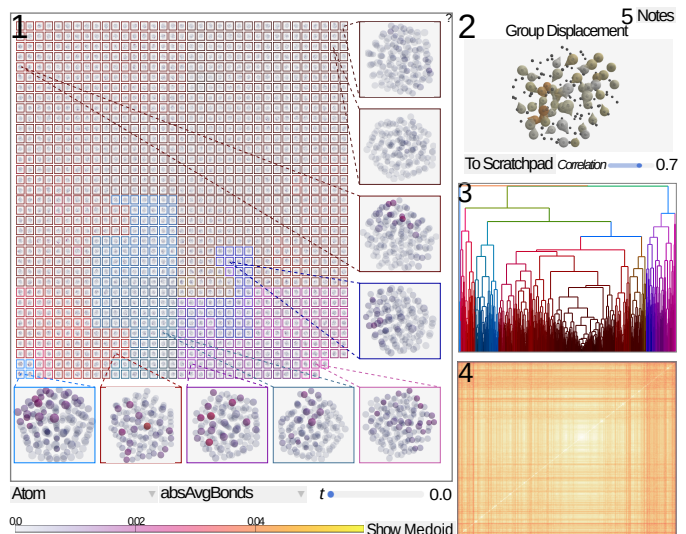 1
?
2
5 Notes
Group Displacement
To Scratchpad Correlation 0.7
3
4
Atom absAvgBonds t 0.0
0.0 0.02 0.04 Show Medoid